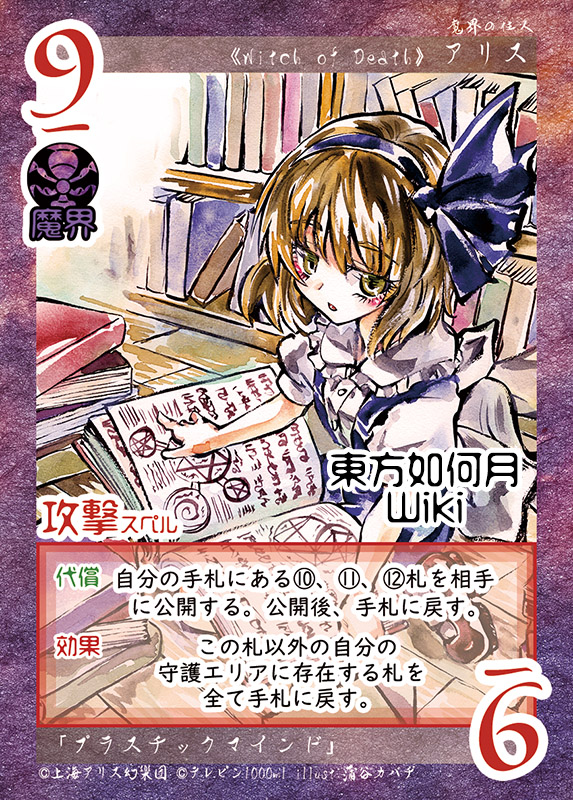 魔界の住人
9
《Witch of Death》 アリス
魔界
東方如何月
Wiki
攻撃スペル
代償 自分の手札にある⑩、⑪、⑫札を相手
に公開する。公開後、手札に戻す。
効果 この札以外の自分の
守護エリアに存在する札を
全て手札に戻す。
9
「プラスチックマインド」
©上海アリス幻樂団 ©テレピン1000ml illust:蒲谷カバヂ